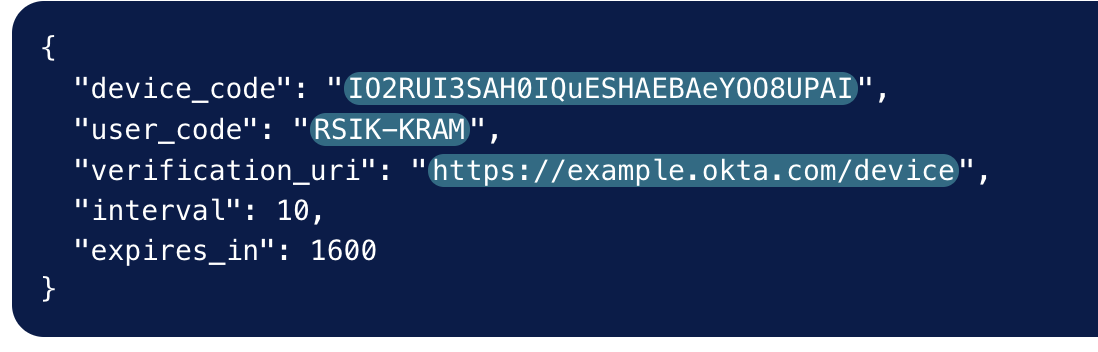 {
  "device_code": "IO2RUI3SAH0IQuESHAEBAeYOO8UPAI",
  "user_code": "RSIK-KRAM",
  "verification_uri": "https://example.okta.com/device",
  "interval": 10,
  "expires_in": 1600
}